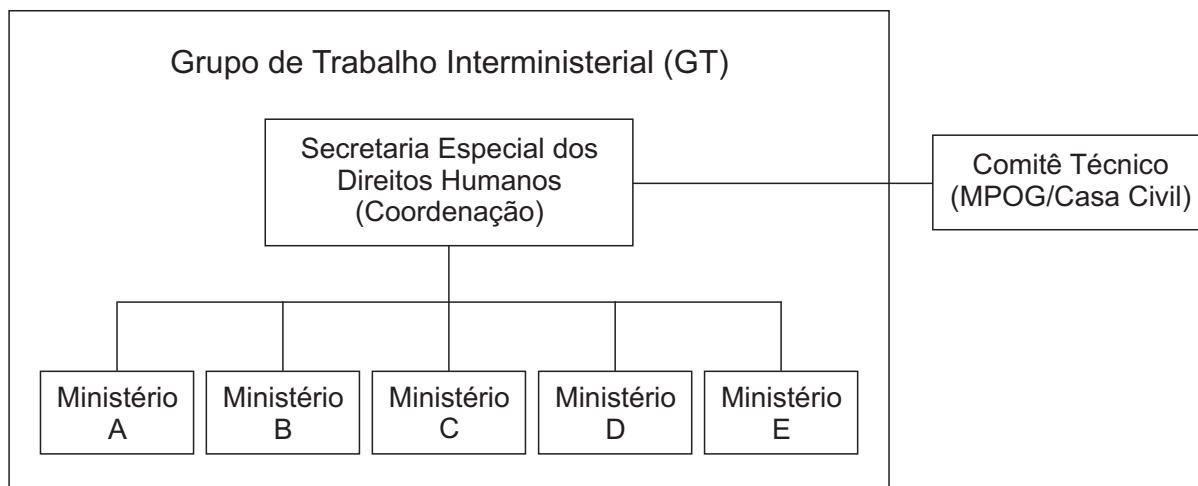 Grupo de Trabalho Interministerial (GT)
Secretaria Especial dos
Direitos Humanos
(Coordenação)
Comitê Técnico
(MPOG/Casa Civil)
Ministério
A
Ministério
B
Ministério
C
Ministério
D
Ministério
E